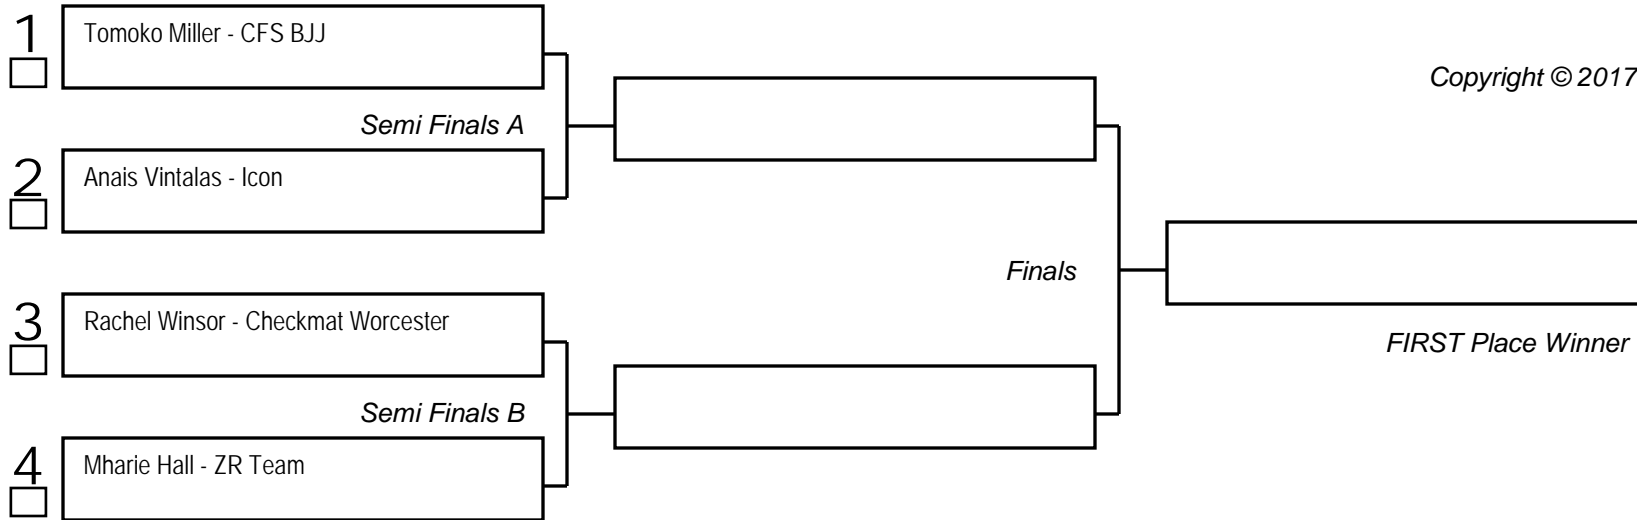 1
Tomoko Miller - CFS BJJ
Copyright © 2017
Semi Finals A
2
Anais Vintalas - Icon
Finals
3
Rachel Winsor - Checkmat Worcester
FIRST Place Winner
Semi Finals B
4
Mharie Hall - ZR Team